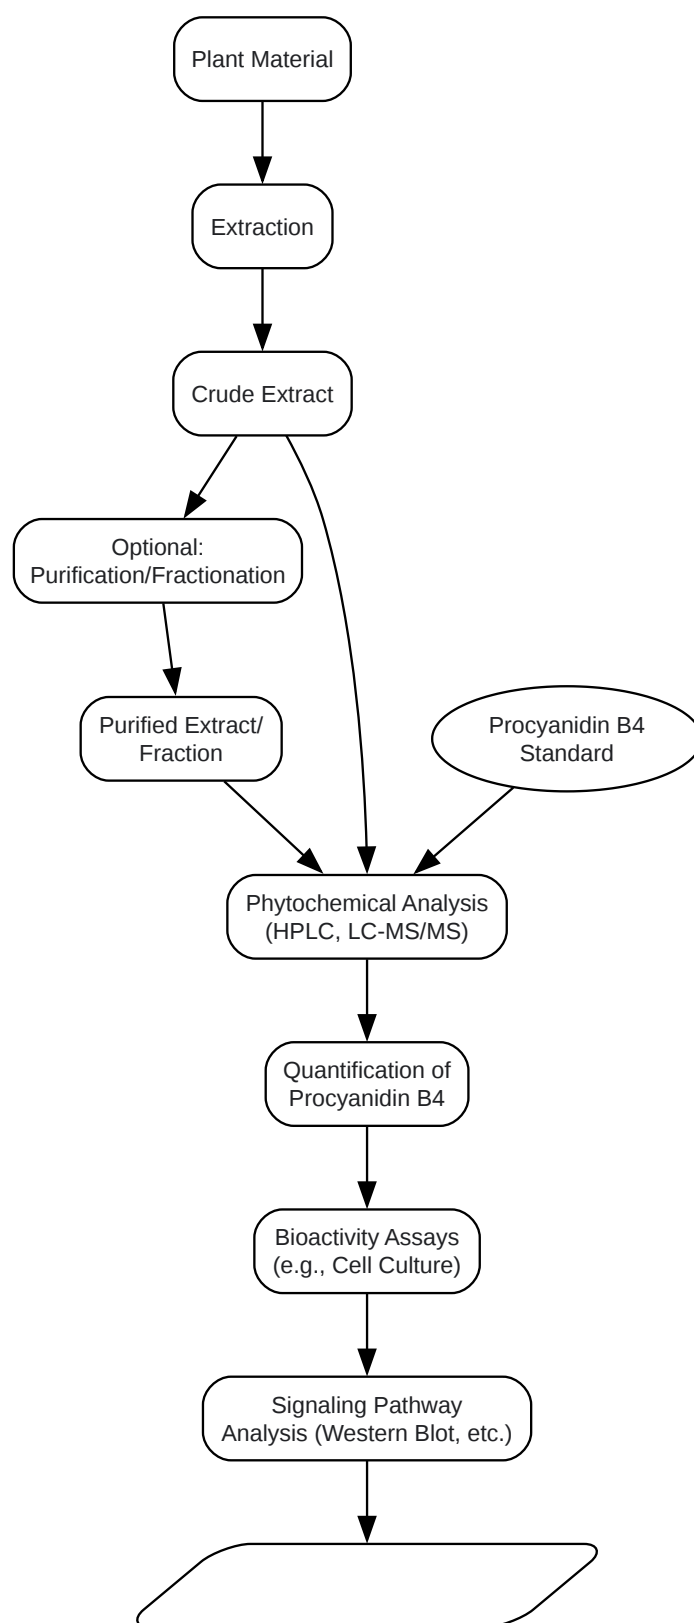 Plant Material
Extraction
Crude Extract
Optional:
Purification/Fractionation
Purified Extract/
Fraction
Procyanidin B4
Standard
Phytochemical Analysis
(HPLC, LC-MS/MS)
Quantification of
Procyanidin B4
Bioactivity Assays
(e.g., Cell Culture)
Signaling Pathway
Analysis (Western Blot, etc.)